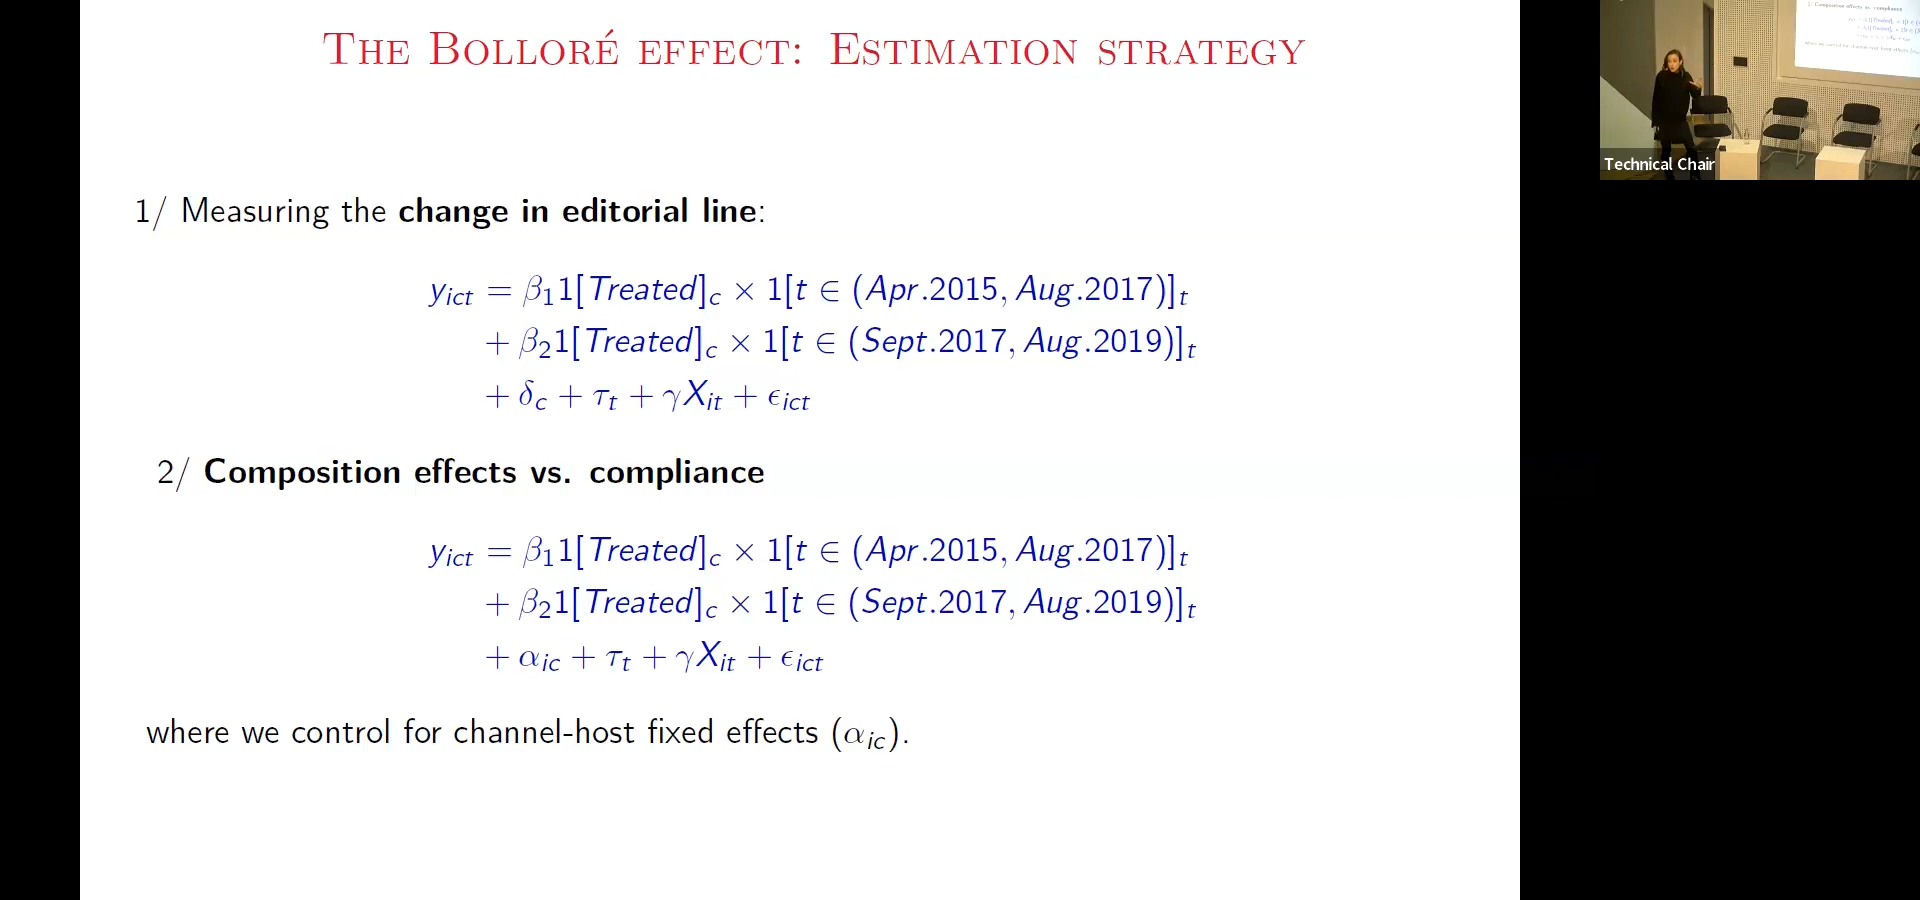 The Bolloré effect: Estimation strategy
1/ Measuring the change in editorial line:
y_ict = β₁1[Treated]_c × 1[t ∈ (Apr.2015, Aug.2017)]_t
+ β₂1[Treated]_c × 1[t ∈ (Sept.2017, Aug.2019)]_t
+ δ_c + τ_t + γX_it + ϵ_ict
2/ Composition effects vs. compliance
y_ict = β₁1[Treated]_c × 1[t ∈ (Apr.2015, Aug.2017)]_t
+ β₂1[Treated]_c × 1[t ∈ (Sept.2017, Aug.2019)]_t
+ α_ic + τ_t + γX_it + ϵ_ict
where we control for channel-host fixed effects (α_ic).
Technical Chair